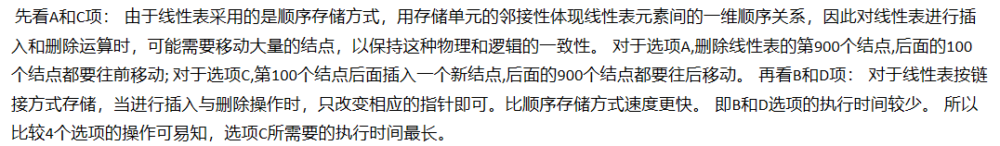 先看A和C项： 由于线性表采用的是顺序存储方式，用存储单元的邻接性体现线性表元素间的一维顺序关系，因此对线性表进行插
入和删除运算时，可能需要移动大量的结点，以保持这种物理和逻辑的一致性。 对于选项A,删除线性表的第900个结点,后面的100
个结点都要往前移动; 对于选项C,第100个结点后面插入一个新结点,后面的900个结点都要往后移动。 再看B和D项： 对于线性表按链
接方式存储，当进行插入与删除操作时，只改变相应的指针即可。比顺序存储方式速度更快。 即B和D选项的执行时间较少。 所以
比较4个选项的操作可易知，选项C所需要的执行时间最长。